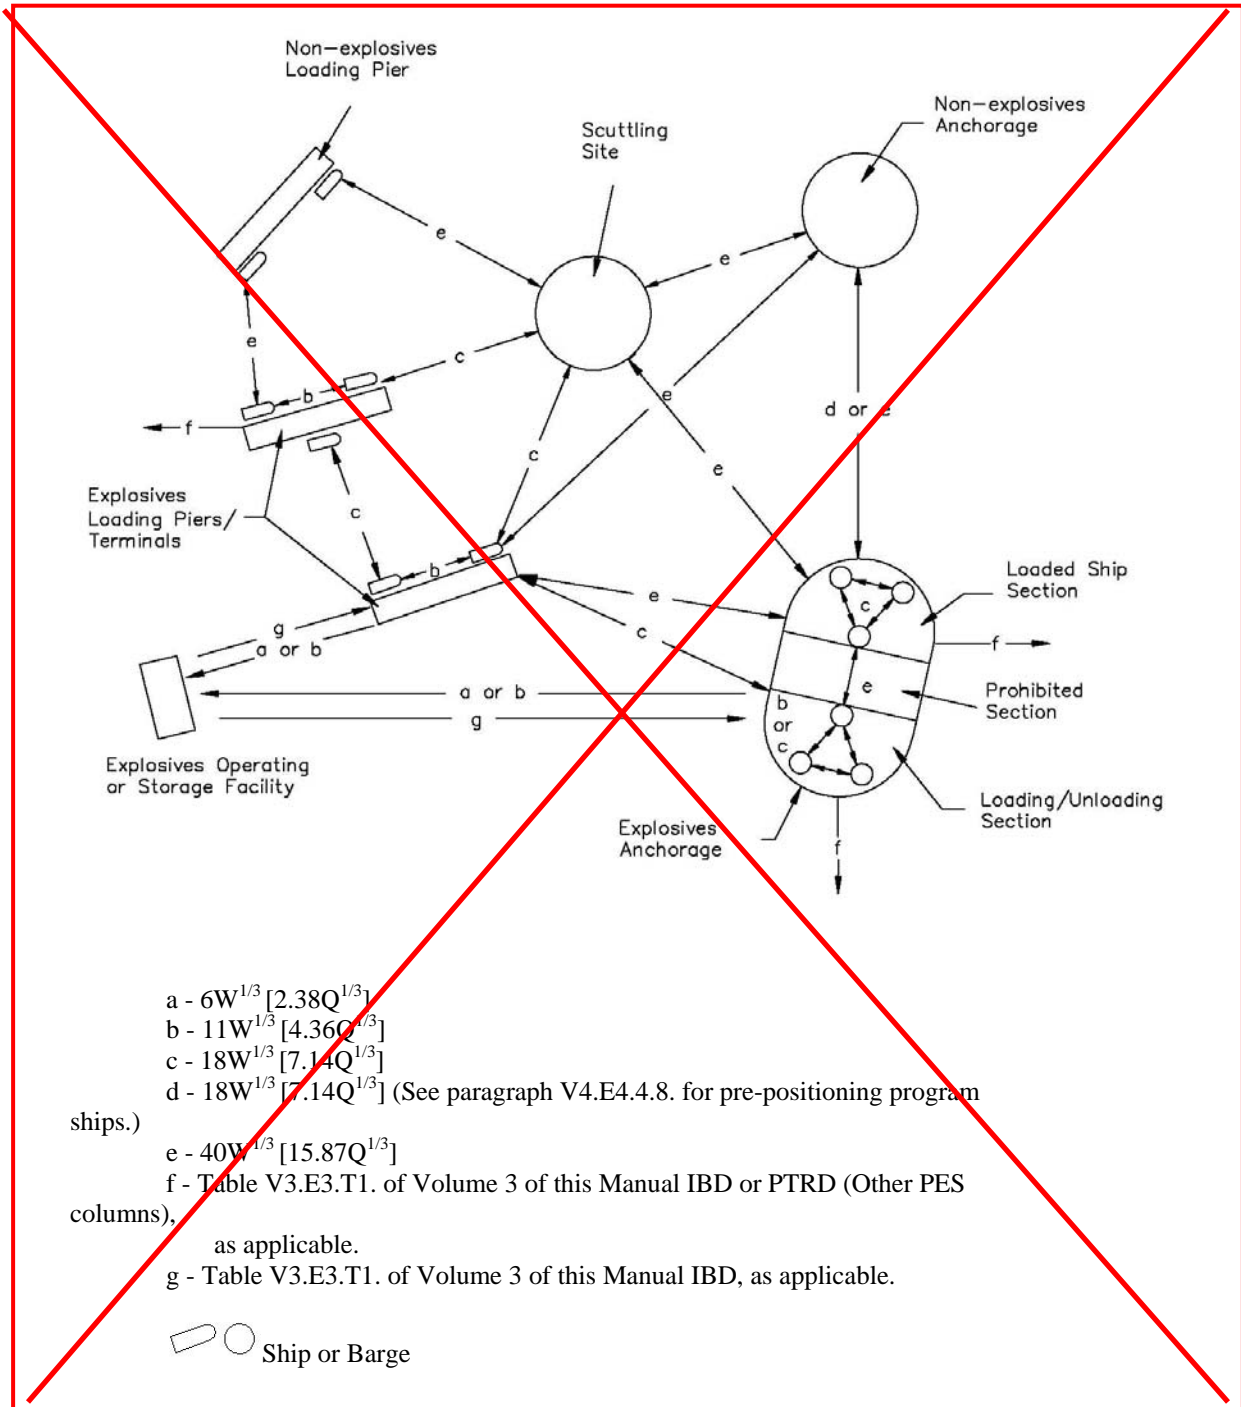 Non-explosives
Loading Pier
Non-explosives
Anchorage
Scuttling
Site
e
e
e
c
b
e
d or e
f
c
e
Explosives
Loading Piers/
Terminals
c
b
Loaded Ship
Section
c
e
g
a or b
c
f
e
Prohibited
Section
a or b
b
or
c
g
Explosives Operating
or Storage Facility
Loading/Unloading
Section
Explosives
Anchorage
f
a - 6W1/3 [2.38Q1/3]
b - 11W1/3 [4.36Q1/3]
c - 18W1/3 [7.14Q1/3]
d - 18W1/3 [7.14Q1/3] (See paragraph V4.E4.4.8. for pre-positioning program
ships.)
e - 40W1/3 [15.87Q1/3]
f - Table V3.E3.T1. of Volume 3 of this Manual IBD or PTRD (Other PES
columns),
as applicable.
g - Table V3.E3.T1. of Volume 3 of this Manual IBD, as applicable.
Ship or Barge